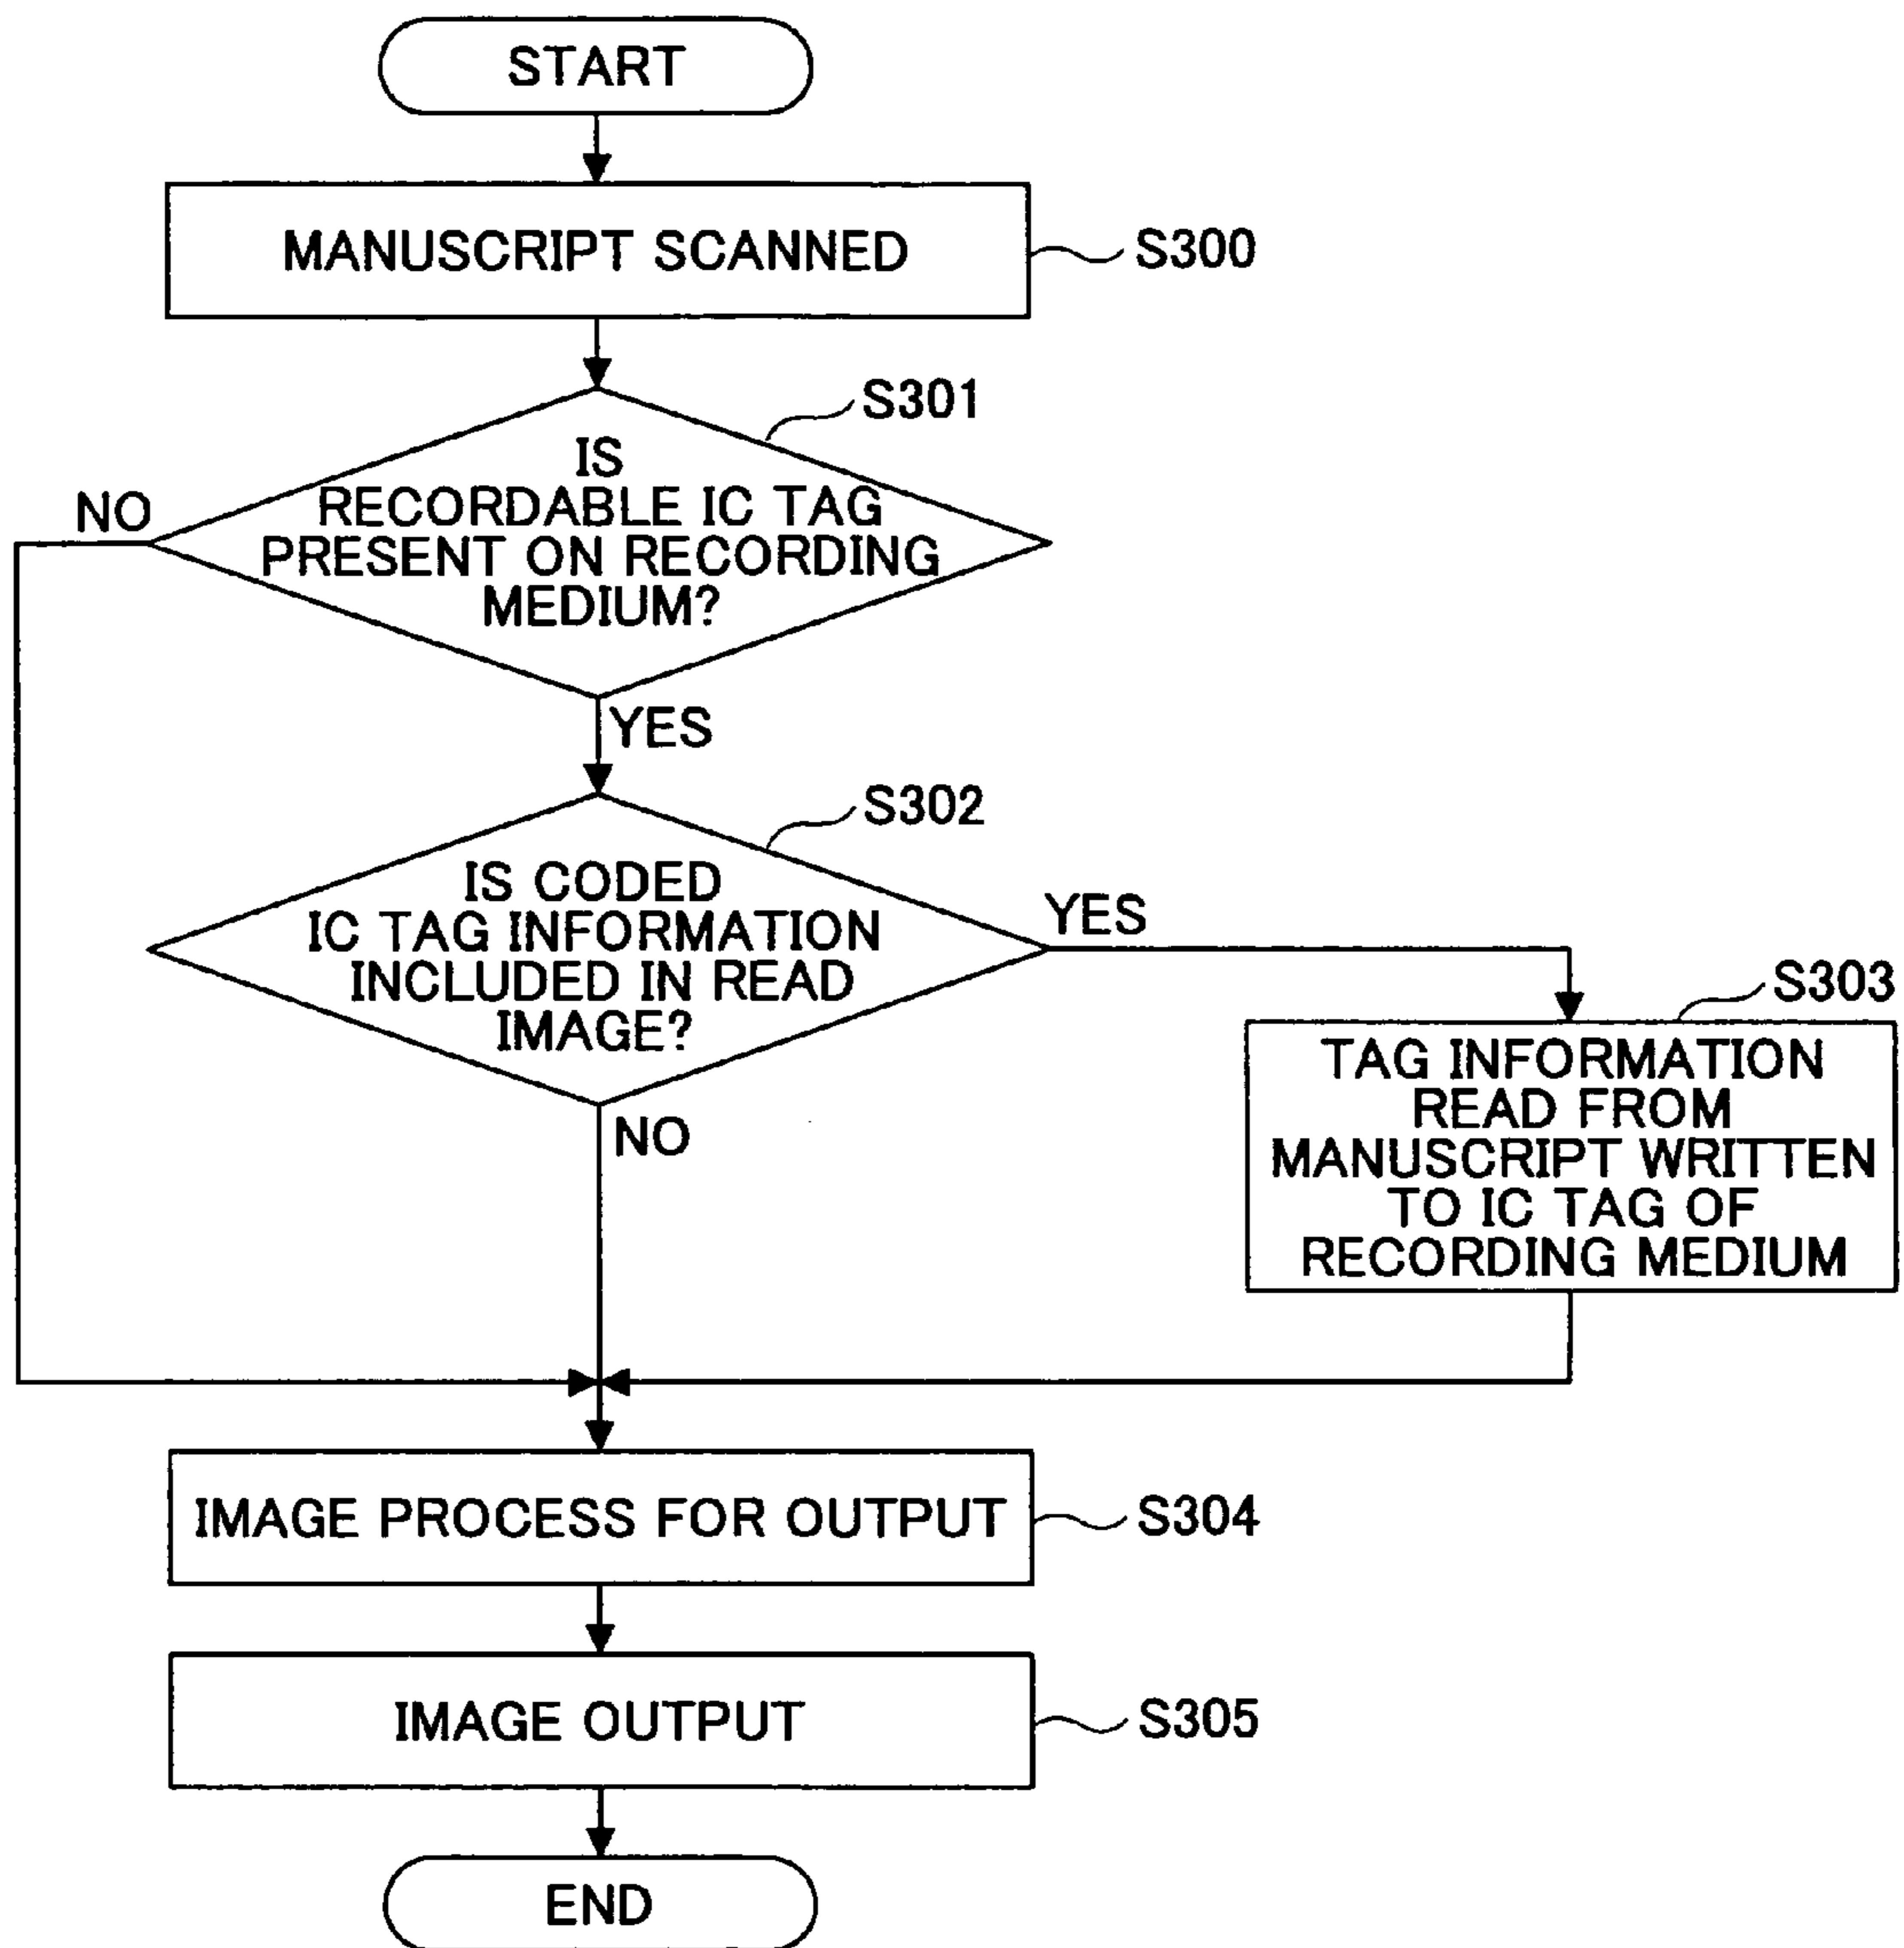 START
MANUSCRIPT SCANNED
S300
S301
IS
RECORDABLE IC TAG
PRESENT ON RECORDING
MEDIUM?
NO
YES
S302
IS CODED
IC TAG INFORMATION
INCLUDED IN READ
IMAGE?
YES
NO
S303
TAG INFORMATION
READ FROM
MANUSCRIPT WRITTEN
TO IC TAG OF
RECORDING MEDIUM
IMAGE PROCESS FOR OUTPUT
S304
IMAGE OUTPUT
S305
END